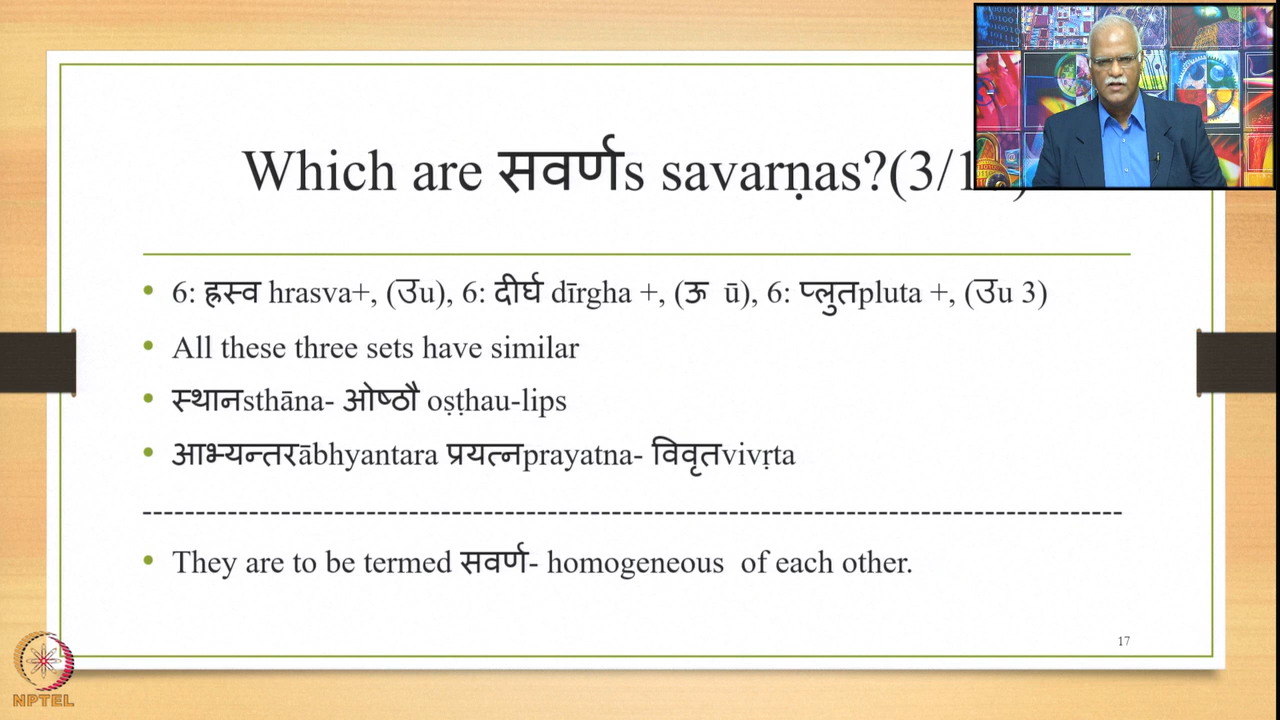 Which are सवर्णs savarṇas?(3/1
6: ह्रस्व hrasva+, (उu), 6: दीर्घ dīrgha +, (ऊ ū), 6: प्लुतpluta +, (उu 3)
All these three sets have similar
स्थानsthāna- ओष्ठौ oṣṭhau-lips
आभ्यन्तरābhyantara प्रयत्नprayatna- विवृतvivṛta
They are to be termed सवर्ण- homogeneous of each other.
17
NPTEL